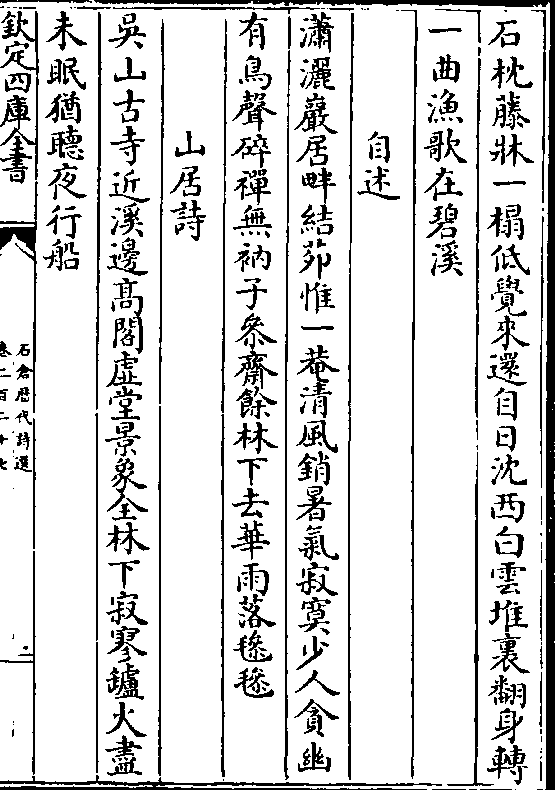 石枕藤牀一榻低覺來還自日沈西白雲堆裏翻身轉
一曲漁歌在碧溪
自述
瀟灑巖居畔結茆惟一菴清風銷暑氣寂寞少人貪幽
有鳥聲碎禪無衲子叅齋餘林下去華雨落毿毿
山居詩
吳山古寺近溪邊高閣虛堂景象全林下寂寥鑪火盡
未眠猶聽夜行船
欽定四庫全書
石倉歷代詩選
卷二百二十七